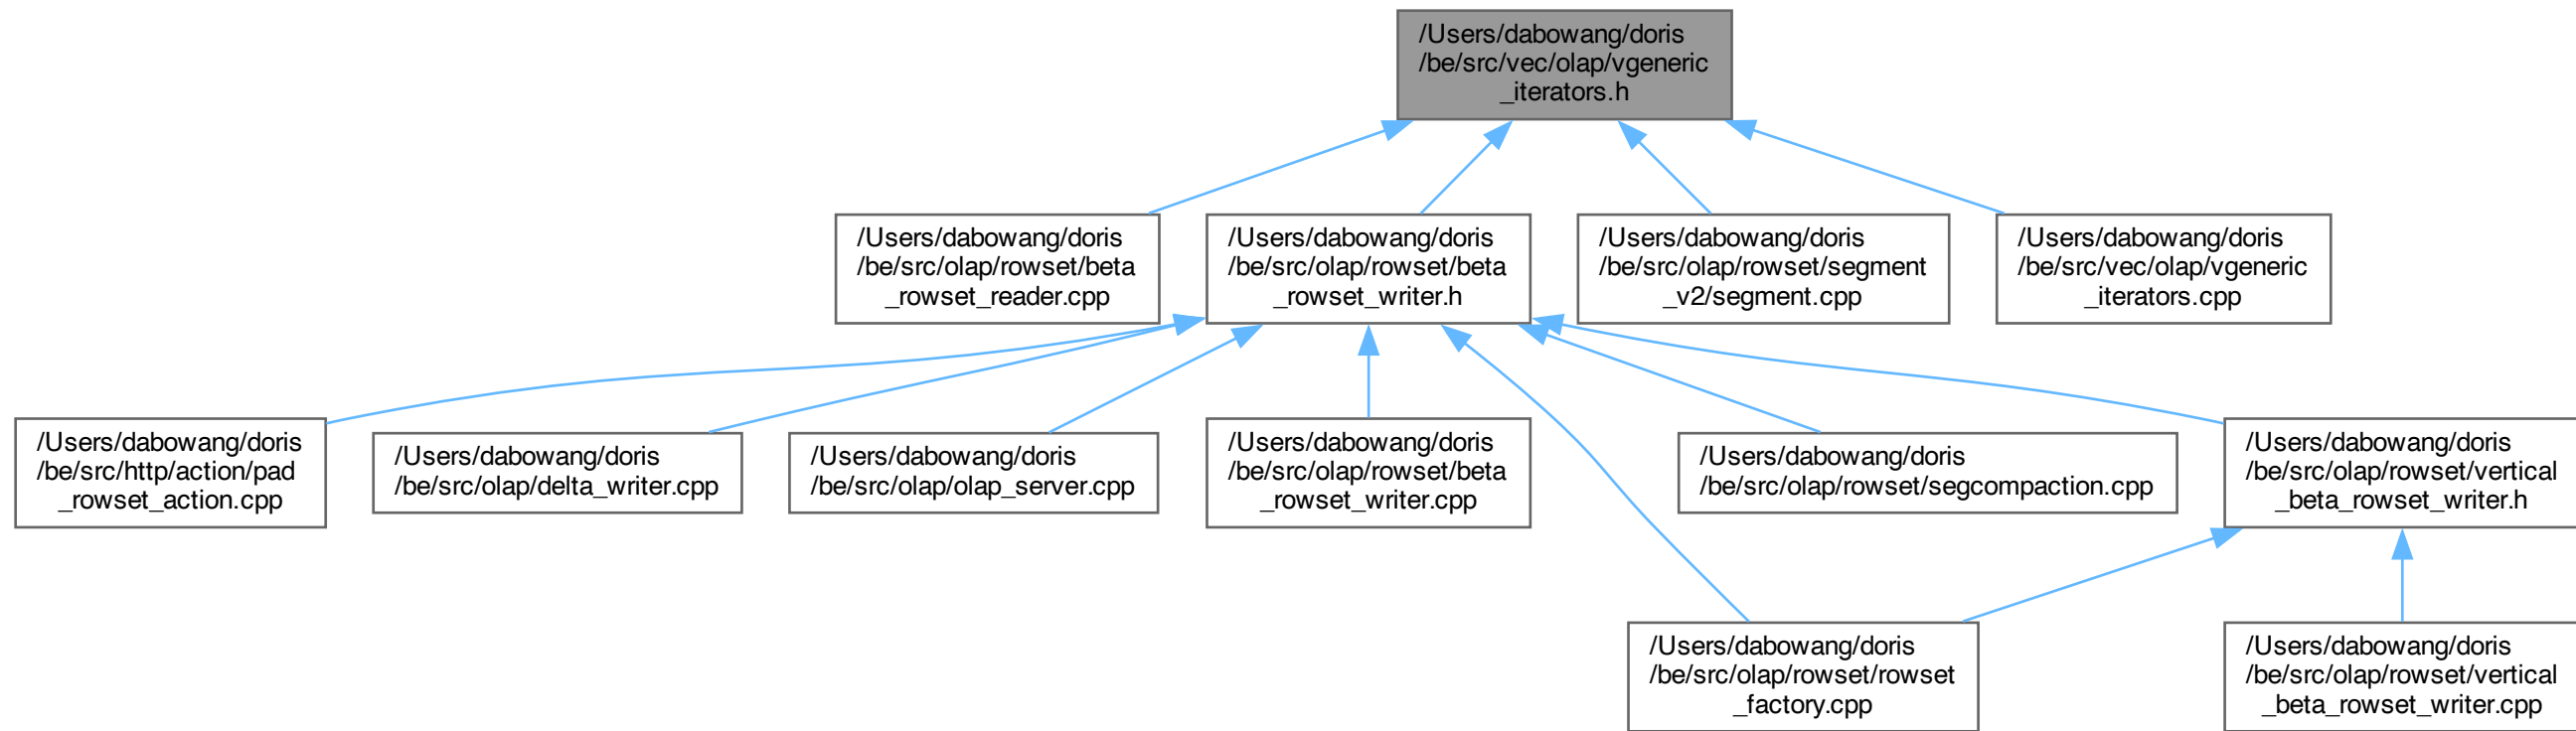 /Users/dabowang/doris
/be/src/vec/olap/vgeneric
_iterators.h
/Users/dabowang/doris
/be/src/olap/rowset/beta
_rowset_reader.cpp
/Users/dabowang/doris
/be/src/olap/rowset/beta
_rowset_writer.h
/Users/dabowang/doris
/be/src/olap/rowset/segment
_v2/segment.cpp
/Users/dabowang/doris
/be/src/vec/olap/vgeneric
_iterators.cpp
/Users/dabowang/doris
/be/src/http/action/pad
_rowset_action.cpp
/Users/dabowang/doris
/be/src/olap/delta_writer.cpp
/Users/dabowang/doris
/be/src/olap/olap_server.cpp
/Users/dabowang/doris
/be/src/olap/rowset/beta
_rowset_writer.cpp
/Users/dabowang/doris
/be/src/olap/rowset/segcompaction.cpp
/Users/dabowang/doris
/be/src/olap/rowset/vertical
_beta_rowset_writer.h
/Users/dabowang/doris
/be/src/olap/rowset/rowset
_factory.cpp
/Users/dabowang/doris
/be/src/olap/rowset/vertical
_beta_rowset_writer.cpp